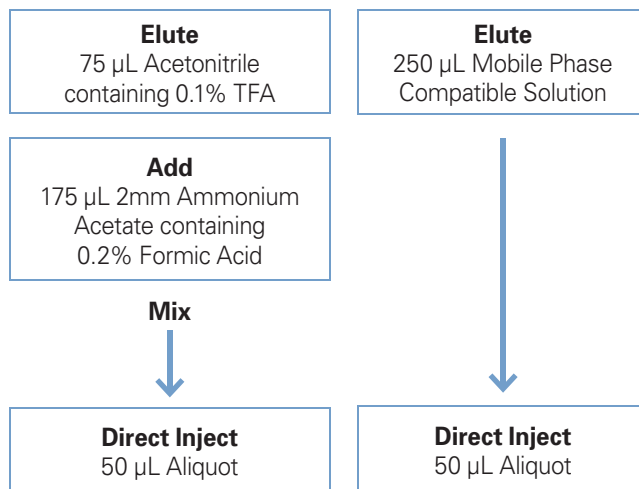 Elute
75 µL Acetonitrile
containing 0.1% TFA
Add
175 µL 2mm Ammonium
Acetate containing
0.2% Formic Acid
Mix
Direct Inject
50 µL Aliquot
Elute
250 µL Mobile Phase
Compatible Solution
Direct Inject
50 µL Aliquot